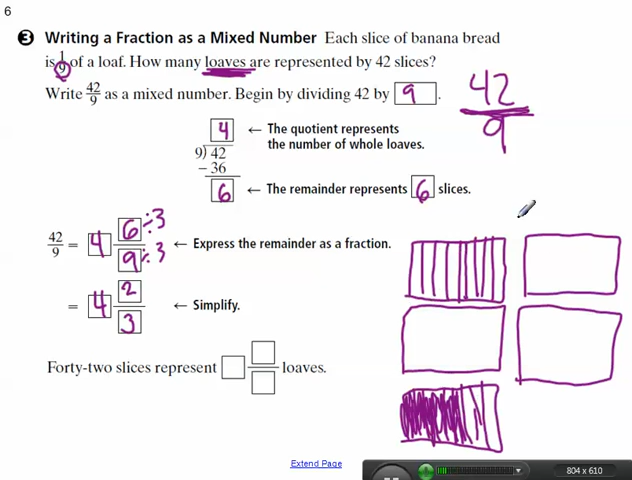 6
3 Writing a Fraction as a Mixed Number Each slice of banana bread
is 1/9 of a loaf. How many loaves are represented by 42 slices?
Write 42/9 as a mixed number. Begin by dividing 42 by 9.
42/9
4 ← The quotient represents
the number of whole loaves.
9)42
− 36
6 ← The remainder represents 6 slices.
42/9 = 4 6÷3/9÷3 ← Express the remainder as a fraction.
= 4 2/3 ← Simplify.
Forty-two slices represent loaves.
Extend Page
804 x 610